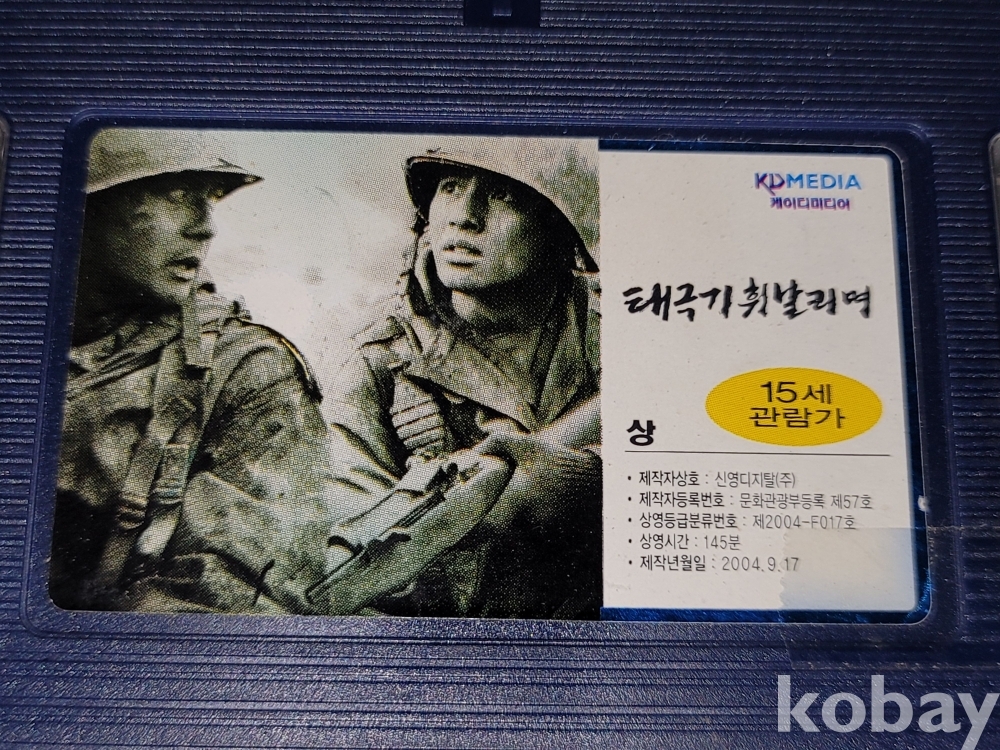 KDMEDIA
케이디미디어
태극기 휘날리며
15세
관람가
상
• 제작자상호 : 신영디지탈(주)
• 제작자등록번호 : 문화관광부등록 제57호
• 상영등급분류번호 : 제2004-F017호
• 상영시간 : 145분
• 제작년월일 : 2004.9.17
kobay